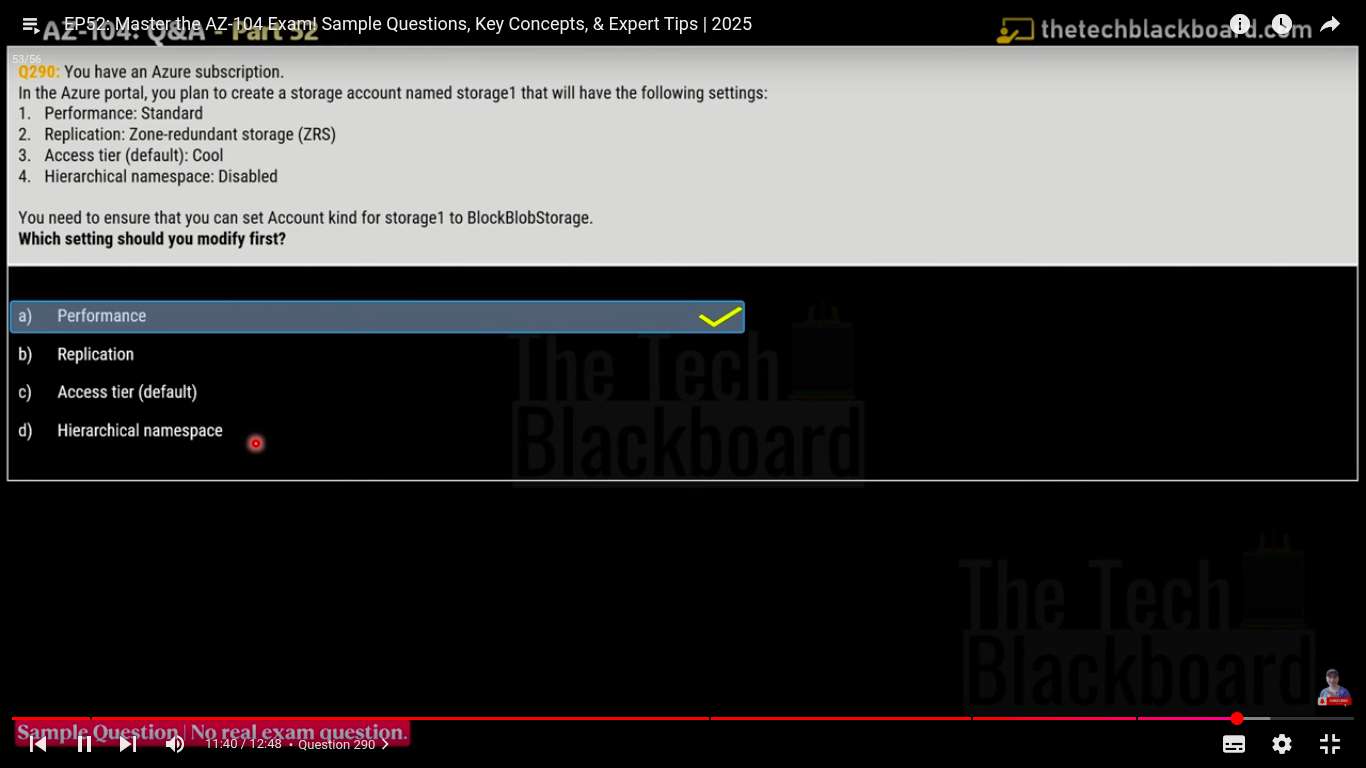 EP52: Master the AZ-104 Exam! Sample Questions, Key Concepts, & Expert Tips | 2025
AZ-104: Q&A - Part 52
thetechblackboard.com
53/56
Q290: You have an Azure subscription.
In the Azure portal, you plan to create a storage account named storage1 that will have the following settings:
1. Performance: Standard
2. Replication: Zone-redundant storage (ZRS)
3. Access tier (default): Cool
4. Hierarchical namespace: Disabled
You need to ensure that you can set Account kind for storage1 to BlockBlobStorage.
Which setting should you modify first?
a) Performance
b) Replication
c) Access tier (default)
d) Hierarchical namespace
The Tech
Blackboard
The Tech
Blackboard
Sample Question | No real exam question.
11:40 / 12:48 • Question 290